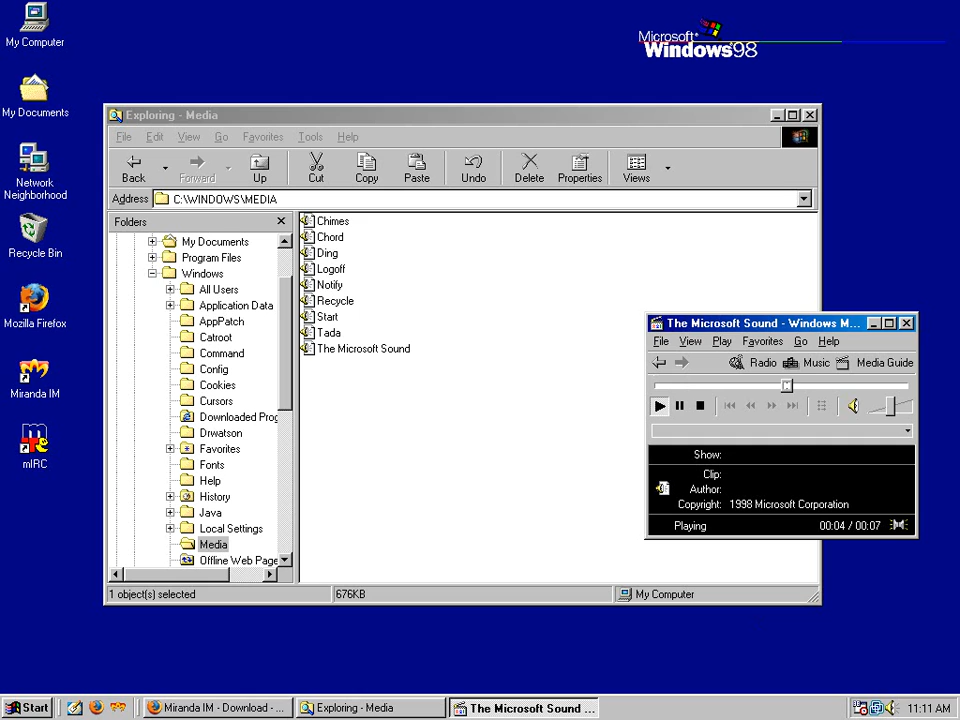 My Computer
My Documents
Network
Neighborhood
Recycle Bin
Mozilla Firefox
Miranda IM
mIRC
Microsoft
Windows 98
Exploring - Media
File Edit View Go Favorites Tools Help
Back Forward Up Cut Copy Paste Undo Delete Properties Views
Address C:\WINDOWS\MEDIA
Folders
My Documents
Program Files
Windows
All Users
Application Data
AppPatch
Catroot
Command
Config
Cookies
Cursors
Downloaded Prog
Drwatson
Favorites
Fonts
Help
History
Java
Local Settings
Media
Offline Web Page
Chimes
Chord
Ding
Logoff
Notify
Recycle
Start
Tada
The Microsoft Sound
1 object(s) selected 676KB My Computer
The Microsoft Sound - Windows M...
File View Play Favorites Go Help
Radio Music Media Guide
Show:
Clip:
Author:
Copyright: 1998 Microsoft Corporation
Playing 00:04 / 00:07
Start Miranda IM - Download - ... Exploring - Media The Microsoft Sound ... 11:11 AM